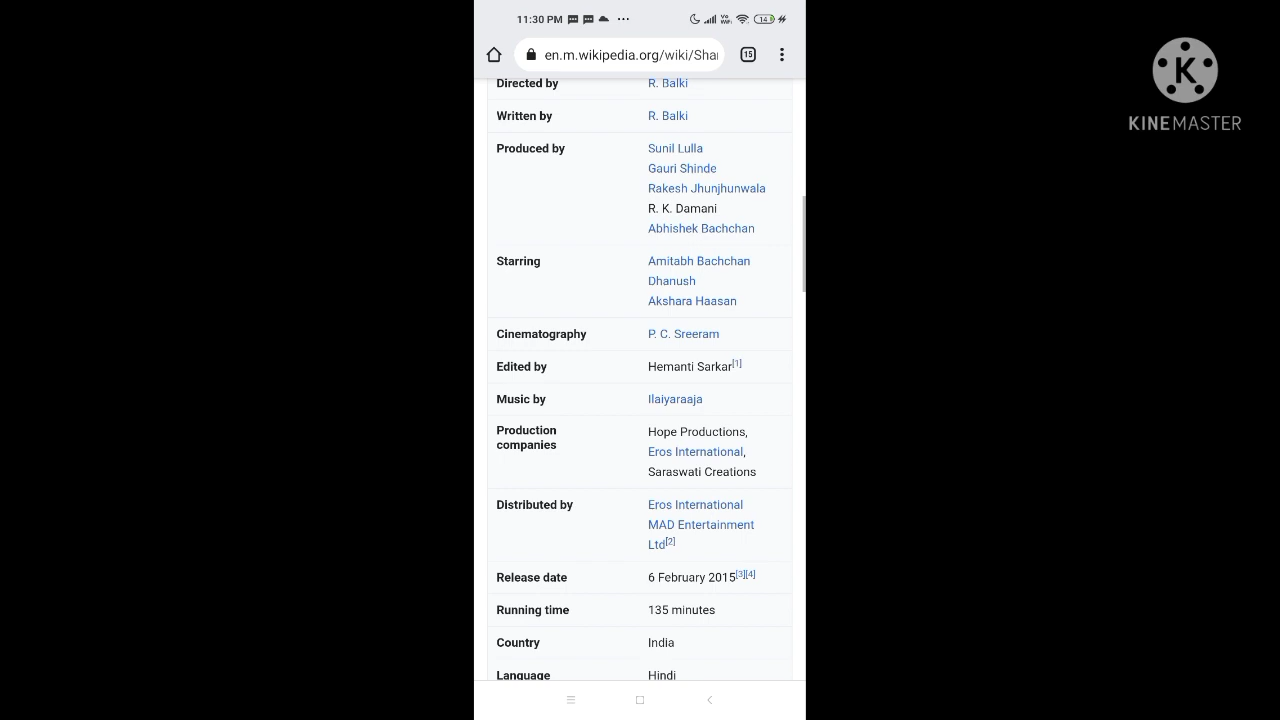 11:30 PM
Vo WiFi
14
en.m.wikipedia.org/wiki/Sha
15
Directed by R. Balki
Written by R. Balki
Produced by Sunil Lulla
Gauri Shinde
Rakesh Jhunjhunwala
R. K. Damani
Abhishek Bachchan
Starring Amitabh Bachchan
Dhanush
Akshara Haasan
Cinematography P. C. Sreeram
Edited by Hemanti Sarkar[1]
Music by Ilaiyaraaja
Production companies Hope Productions,
Eros International,
Saraswati Creations
Distributed by Eros International
MAD Entertainment
Ltd[2]
Release date 6 February 2015[3][4]
Running time 135 minutes
Country India
Language Hindi
K
KINEMASTER